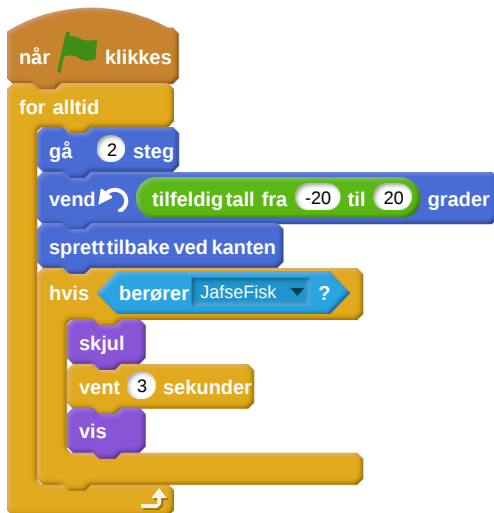 når klikkes
for alltid
gå 2 steg
vend tilfeldig tall fra -20 til 20 grader
sprett tilbake ved kanten
hvis berører JafseFisk ?
skjul
vent 3 sekunder
vis